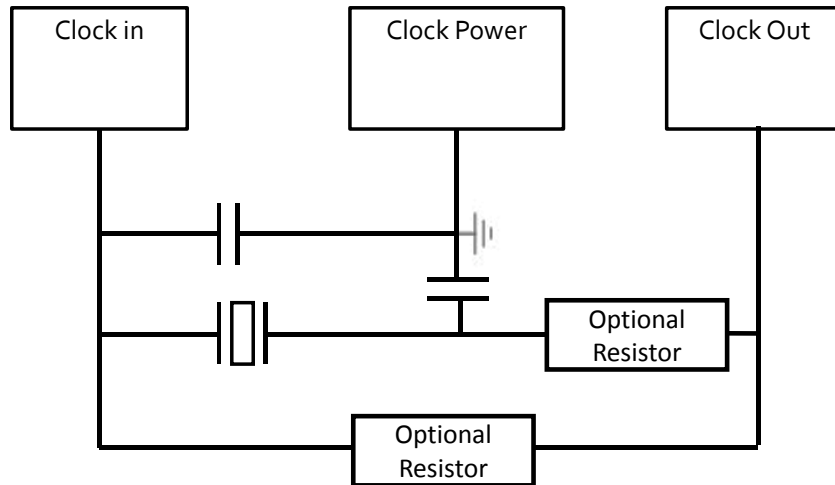 Clock in
Clock Power
Clock Out
Optional
Resistor
Optional
Resistor